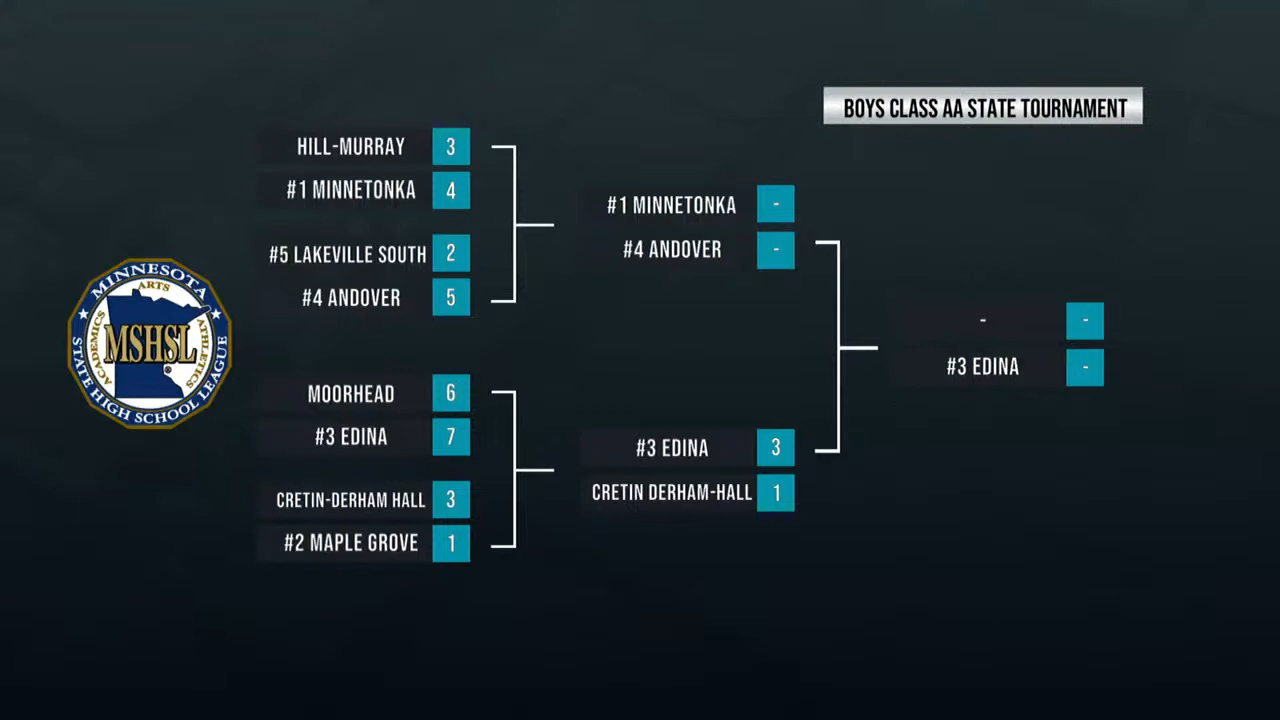 BOYS CLASS AA STATE TOURNAMENT
HILL-MURRAY 3
#1 MINNETONKA 4
#5 LAKEVILLE SOUTH 2
#4 ANDOVER 5
MOORHEAD 6
#3 EDINA 7
CRETIN-DERHAM HALL 3
#2 MAPLE GROVE 1
#1 MINNETONKA -
#4 ANDOVER -
#3 EDINA 3
CRETIN DERHAM-HALL 1
- -
#3 EDINA -
MINNESOTA
STATE HIGH SCHOOL LEAGUE
ARTS
ACADEMICS
ATHLETICS
MSHSL
®